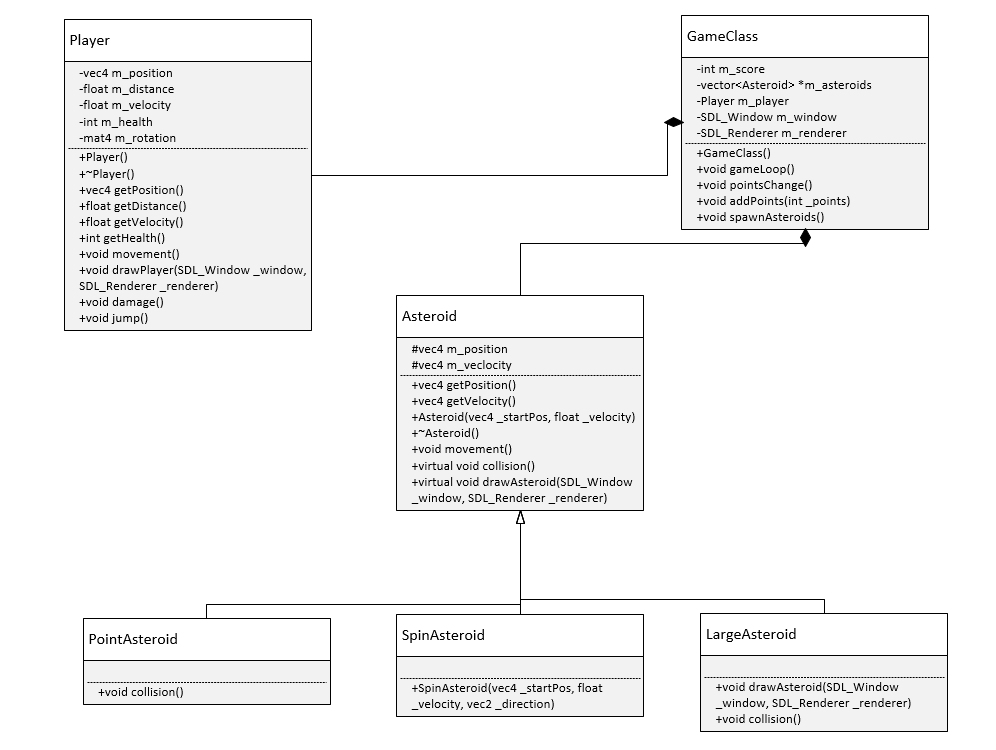 Player
-vec4 m_position
-float m_distance
-float m_velocity
-int m_health
-mat4 m_rotation
+Player()
+~Player()
+vec4 getPosition()
+float getDistance()
+float getVelocity()
+int getHealth()
+void movement()
+void drawPlayer(SDL_Window _window,
SDL_Renderer _renderer)
+void damage()
+void jump()
GameClass
-int m_score
-vector<Asteroid> *m_asteroids
-Player m_player
-SDL_Window m_window
-SDL_Renderer m_renderer
+GameClass()
+void gameLoop()
+void pointsChange()
+void addPoints(int _points)
+void spawnAsteroids()
Asteroid
#vec4 m_position
#vec4 m_veclocity
+vec4 getPosition()
+vec4 getVelocity()
+Asteroid(vec4 _startPos, float _velocity)
+~Asteroid()
+void movement()
+virtual void collision()
+virtual void drawAsteroid(SDL_Window
_window, SDL_Renderer _renderer)
PointAsteroid
+void collision()
SpinAsteroid
+SpinAsteroid(vec4 _startPos, float
_velocity, vec2 _direction)
LargeAsteroid
+void drawAsteroid(SDL_Window
_window, SDL_Renderer _renderer)
+void collision()